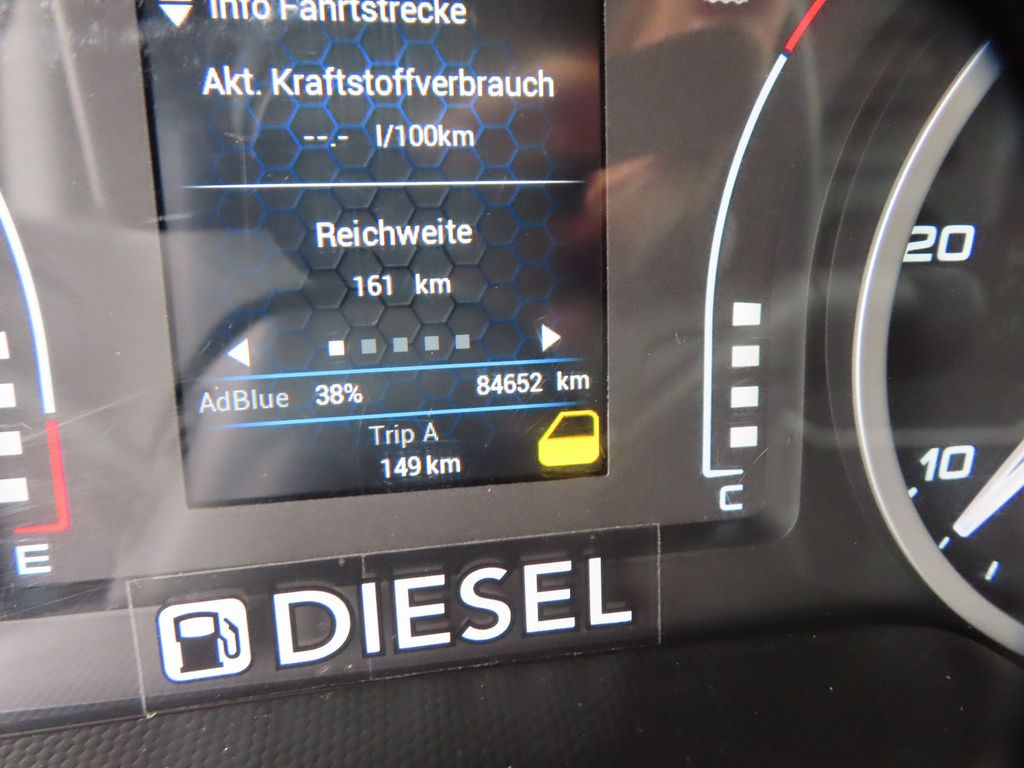 Info Fahrtstrecke
Akt. Kraftstoffverbrauch
--.- l/100km
Reichweite
161 km
AdBlue 38% 84652 km
Trip A
149 km
E
C
20
10
DIESEL